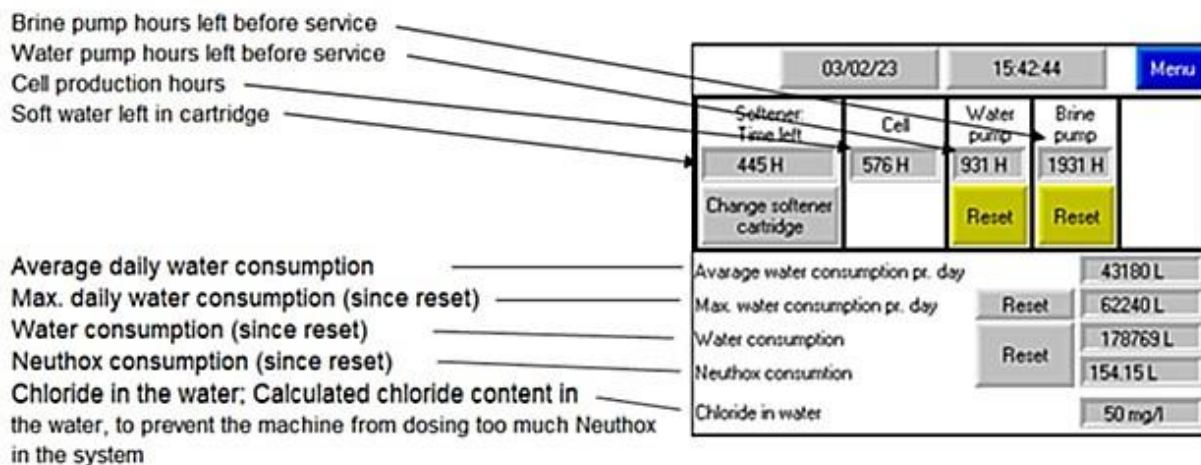 Brine pump hours left before service
Water pump hours left before service
Cell production hours
Soft water left in cartridge
03/02/23 15:42:44 Menu
Softener: Time left
445 H
Change softener cartridge
Cell
576 H
Water pump
931 H
Reset
Brine pump
1931 H
Reset
Average daily water consumption
Max. daily water consumption (since reset)
Water consumption (since reset)
Neuthox consumption (since reset)
Chloride in the water; Calculated chloride content in
the water, to prevent the machine from dosing too much Neuthox
in the system
Avarage water consumption pr. day 43180 L
Max. water consumption pr. day Reset 62240 L
Water consumption 178769 L
Reset
Neuthox consumtion 154.15 L
Chloride in water 50 mg/l